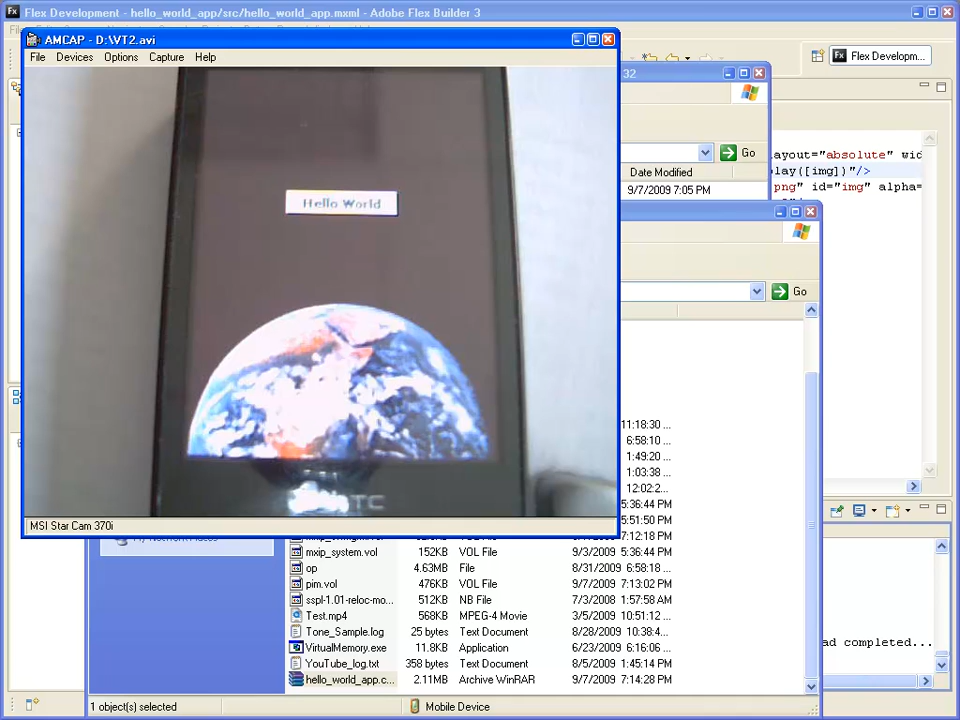 Flex Development - hello_world_app/src/hello_world_app.mxml - Adobe Flex Builder 3
AMCAP - D:\VT2.avi
File Devices Options Capture Help
Hello World
MSI Star Cam 370i
Flex Developm...
32
Go
Date Modified
9/7/2009 7:05 PM
ayout="absolute" wid
lay([img])"/>
png" id="img" alpha=
Go
11:18:30 ...
6:58:10 ...
1:49:20 ...
1:03:38 ...
12:02:2...
5:36:44 PM
5:51:50 PM
7:12:18 PM
mxip_system.vol 152KB VOL File 9/3/2009 5:36:44 PM
op 4.63MB File 8/31/2009 6:58:18 ...
pim.vol 476KB VOL File 9/7/2009 7:13:02 PM
sspl-1.01-reloc-mo... 512KB NB File 7/3/2008 1:57:58 AM
Test.mp4 568KB MPEG-4 Movie 3/5/2009 10:51:12 ...
Tone_Sample.log 25 bytes Text Document 8/28/2009 10:38:4...
VirtualMemory.exe 11.8KB Application 6/23/2009 6:16:06 ...
YouTube_log.txt 358 bytes Text Document 8/5/2009 1:45:14 PM
hello_world_app.c... 2.11MB Archive WinRAR 9/7/2009 7:14:28 PM
ad completed...
1 object(s) selected
Mobile Device